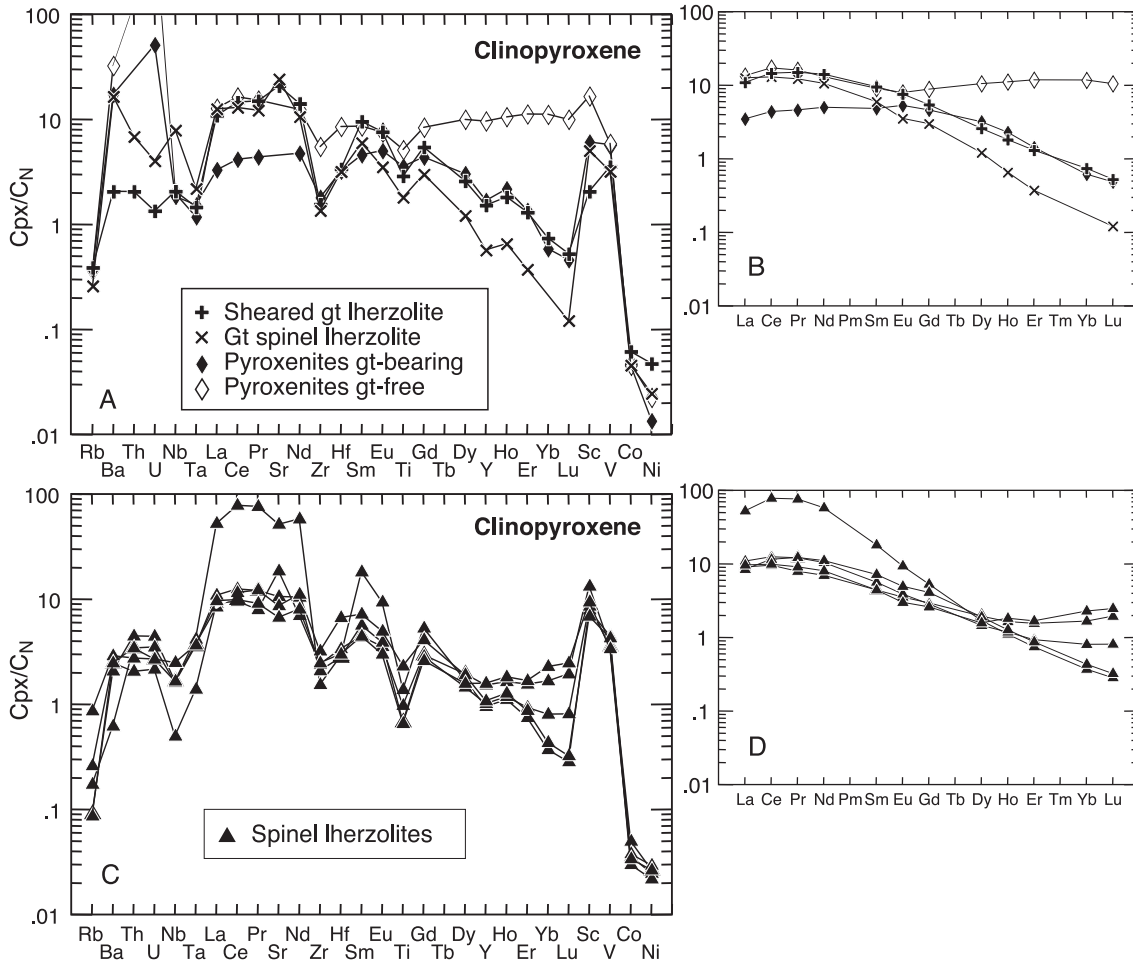 A
Clinopyroxene
Cpx/C_N
100
10
1
.1
.01
Sheared gt lherzolite
Gt spinel lherzolite
Pyroxenites gt-bearing
Pyroxenites gt-free
Rb Th Nb La Pr Nd Hf Eu Gd Dy Ho Yb Sc Co
Ba U Ta Ce Sr Zr Sm Ti Tb Y Er Lu V Ni
B
100
10
1
.1
.01
La Ce Pr Nd Pm Sm Eu Gd Tb Dy Ho Er Tm Yb Lu
C
Clinopyroxene
Cpx/C_N
100
10
1
.1
.01
Spinel lherzolites
Rb Th Nb La Pr Nd Hf Eu Gd Dy Ho Yb Sc Co
Ba U Ta Ce Sr Zr Sm Ti Tb Y Er Lu V Ni
D
100
10
1
.1
.01
La Ce Pr Nd Pm Sm Eu Gd Tb Dy Ho Er Tm Yb Lu